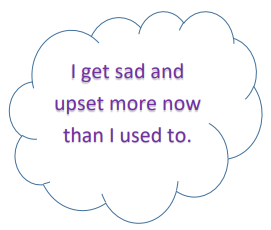 I get sad and
upset more now
than I used to.